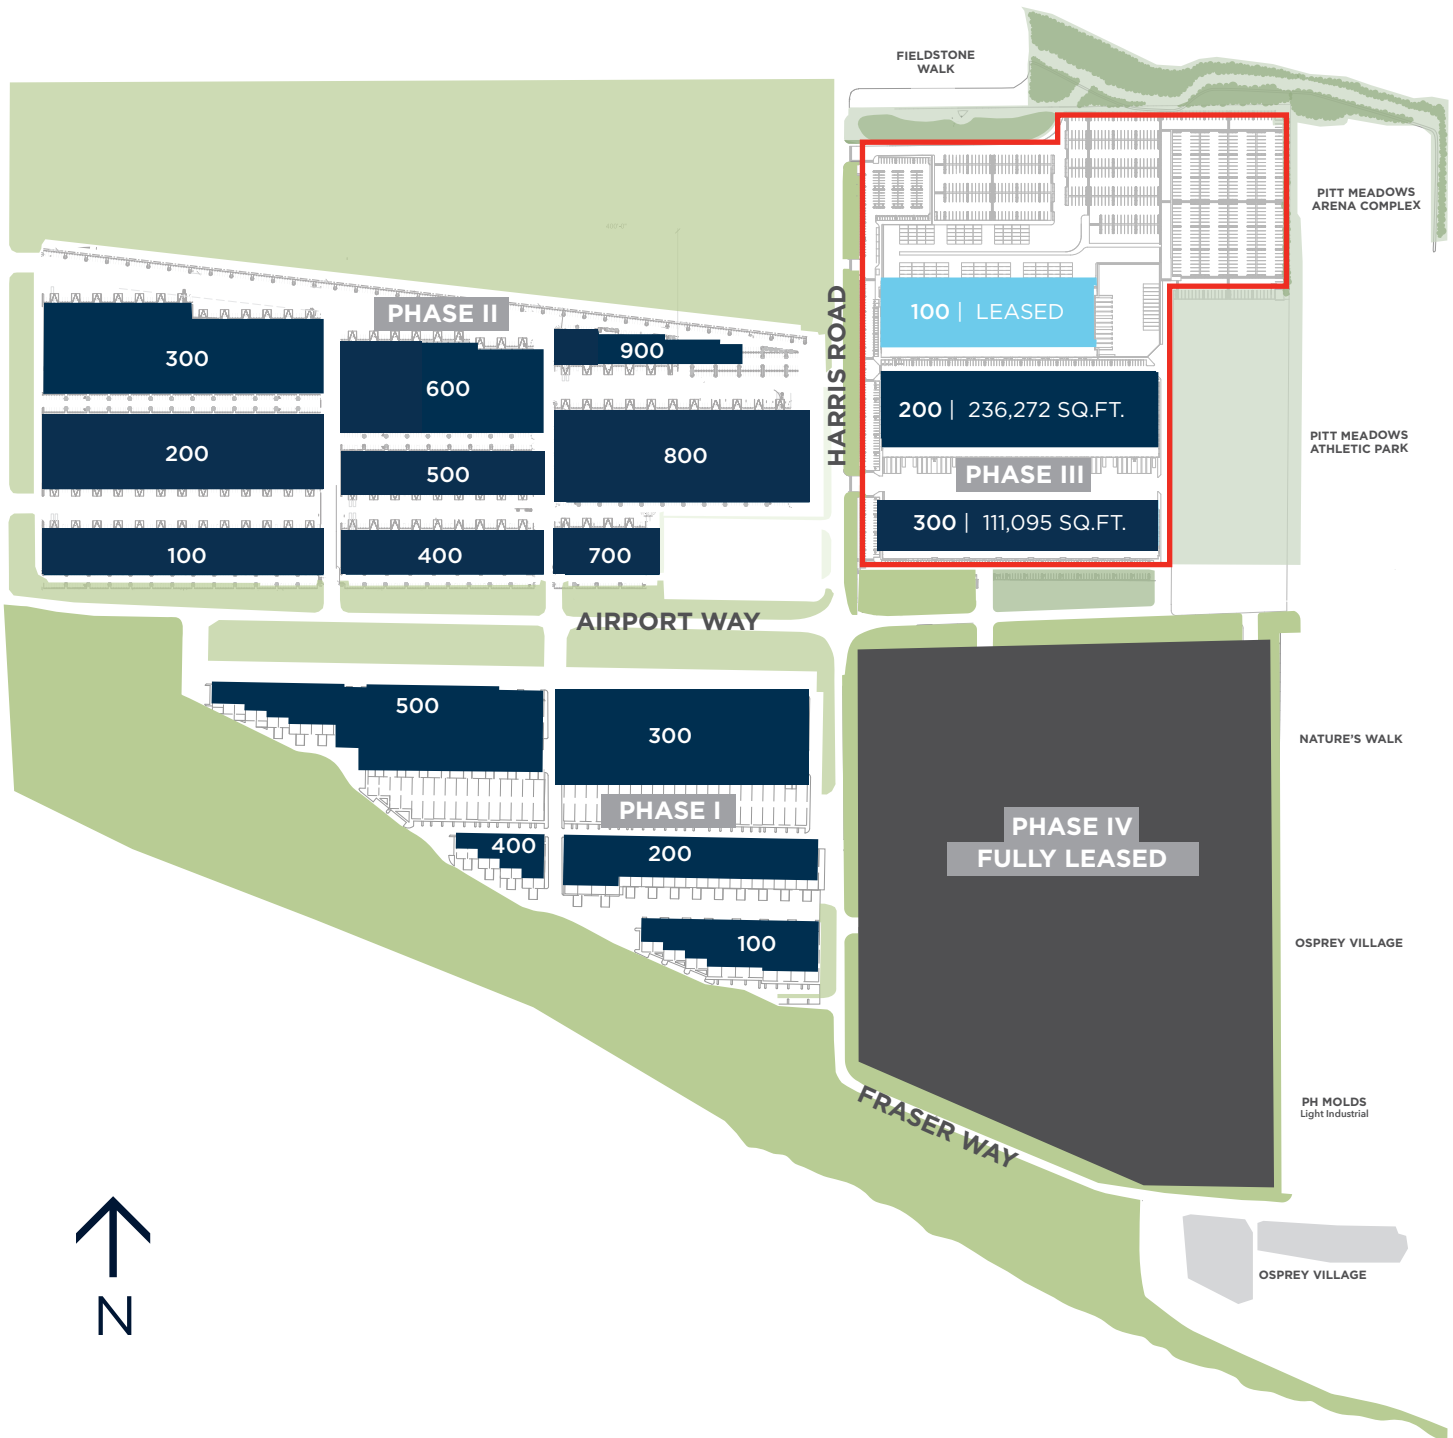 FIELDSTONE
WALK
PITT MEADOWS
ARENA COMPLEX
PHASE II
100 | LEASED
HARRIS ROAD
300
600
900
200 | 236,272 SQ.FT.
PITT MEADOWS
ATHLETIC PARK
200
500
800
PHASE III
300 | 111,095 SQ.FT.
100
400
700
AIRPORT WAY
500
300
NATURE'S WALK
PHASE I
PHASE IV
FULLY LEASED
400
200
100
OSPREY VILLAGE
FRASER WAY
PH MOLDS
Light Industrial
N
OSPREY VILLAGE